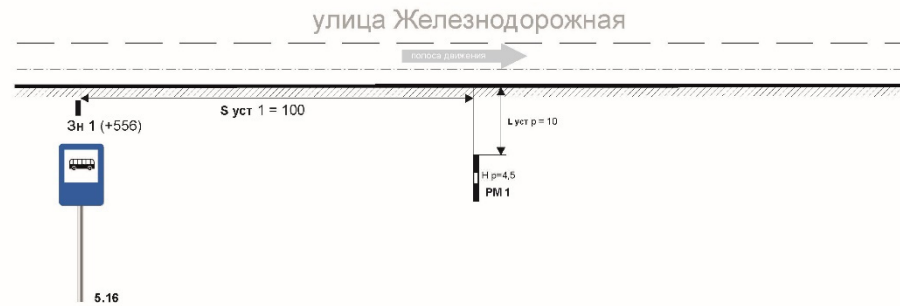 улица Железнодорожная
полоса движения
S уст 1 = 100
L уст р = 10
Зн 1 (+556)
Н р=4,5
РМ 1
5.16